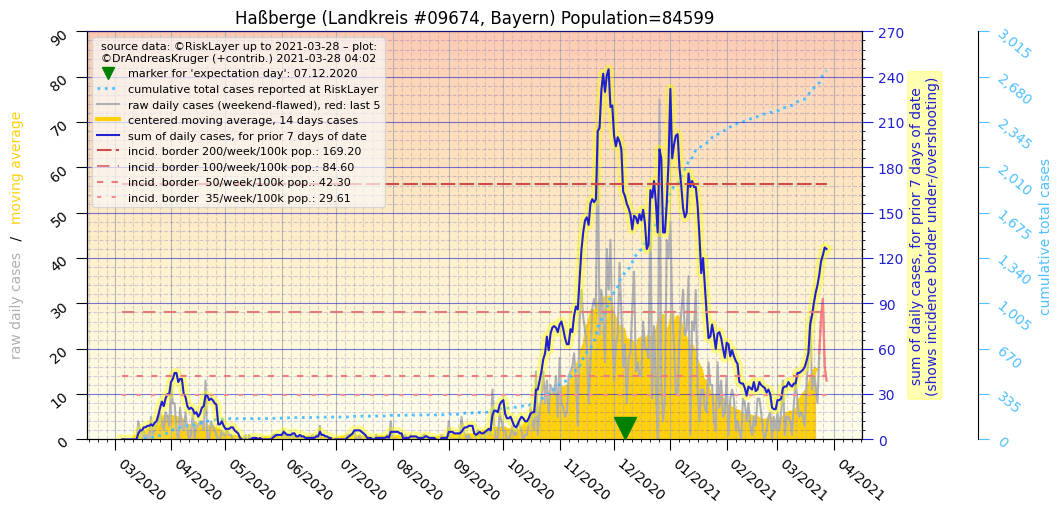 Haßberge (Landkreis #09674, Bayern) Population=84599
source data: ©RiskLayer up to 2021-03-28 – plot:
©DrAndreasKruger (+contrib.) 2021-03-28 04:02
marker for 'expectation day': 07.12.2020
cumulative total cases reported at RiskLayer
raw daily cases (weekend-flawed), red: last 5
centered moving average, 14 days cases
sum of daily cases, for prior 7 days of date
incid. border 200/week/100k pop.: 169.20
incid. border 100/week/100k pop.: 84.60
incid. border  50/week/100k pop.: 42.30
incid. border  35/week/100k pop.: 29.61
raw daily cases / moving average
90
80
70
60
50
40
30
20
10
0
03/2020
04/2020
05/2020
06/2020
07/2020
08/2020
09/2020
10/2020
11/2020
12/2020
01/2021
02/2021
03/2021
04/2021
270
240
210
180
150
120
90
60
30
0
sum of daily cases, for prior 7 days of date
(shows incidence border under-/overshooting)
3,015
2,680
2,345
2,010
1,675
1,340
1,005
670
335
0
cumulative total cases